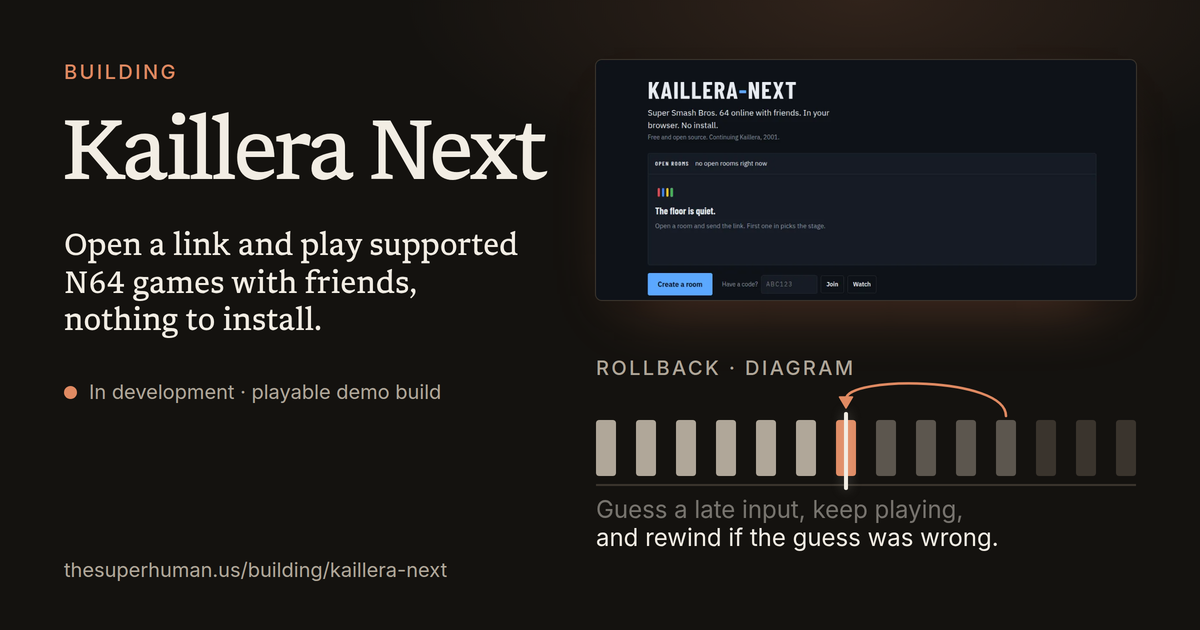 BUILDING
Kaillera Next
Open a link and play supported
N64 games with friends,
nothing to install.
In development · playable demo build
thesuperhuman.us/building/kaillera-next
KAILLERA-NEXT
Super Smash Bros. 64 online with friends. In your
browser. No install.
Free and open source. Continuing Kaillera, 2001.
OPEN ROOMS no open rooms right now
The floor is quiet.
Open a room and send the link. First one in picks the stage.
Create a room Have a code? ABC123 Join Watch
ROLLBACK · DIAGRAM
Guess a late input, keep playing,
and rewind if the guess was wrong.